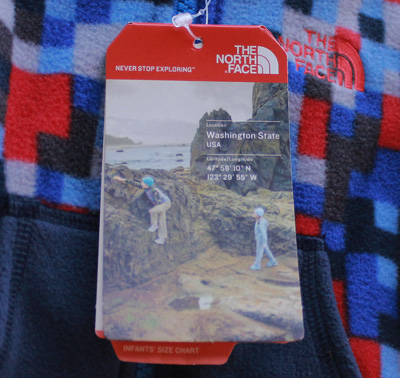 THE
NORTH
FACE
NEVER STOP EXPLORING™
THE
NORTH
FACE
Location
Washington State
USA
Latitude/Longitude
47° 58' 10" N
123° 29' 55" W
INFANTS' SIZE CHART